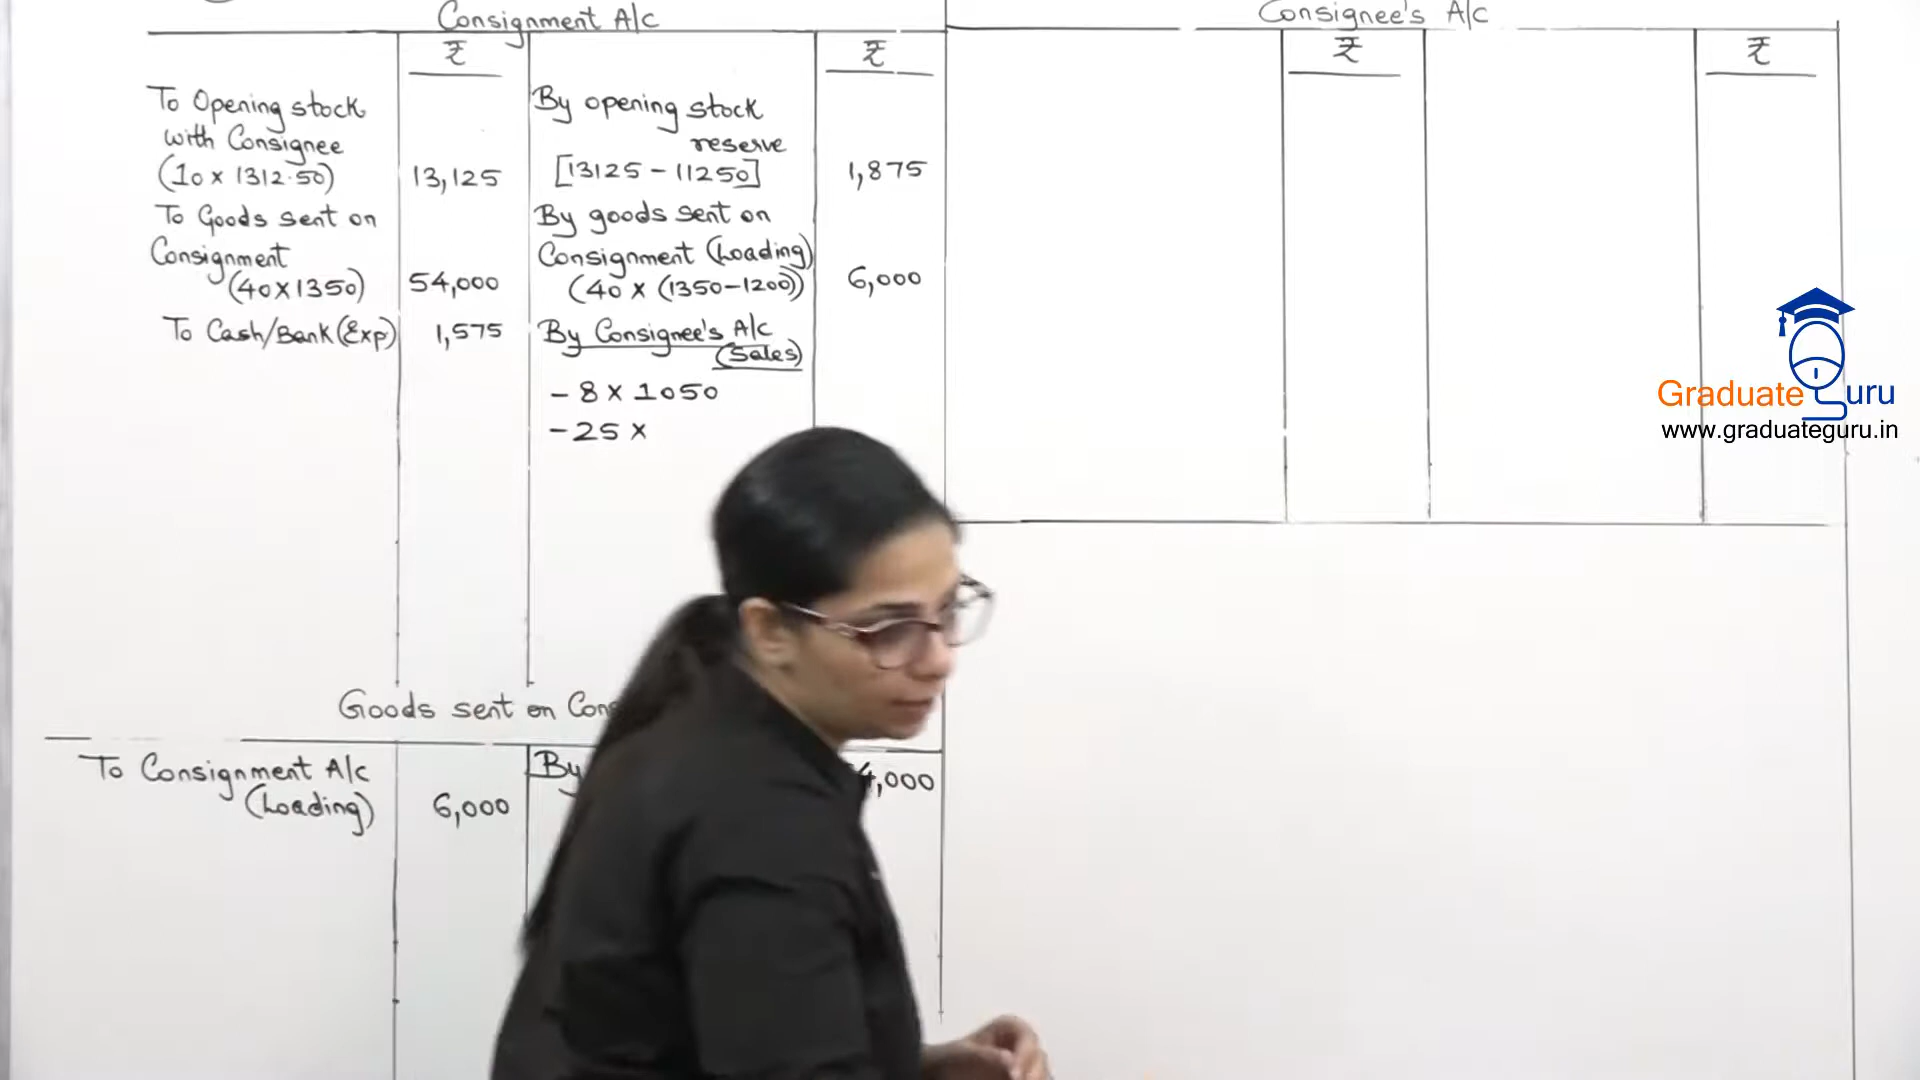 Consignment A/c
₹
₹
To Opening stock
with Consignee
(10 x 1312.50)
13,125
To Goods sent on
Consignment
(40x1350)
54,000
To Cash/Bank (Exp)
1,575
By opening stock
reserve
[13125 - 11250]
1,875
By goods sent on
Consignment (Loading)
(40 x (1350-1200))
6,000
By Consignee's A/c
(Sales)
- 8 x 1050
- 25 x
Consignee's A/c
₹
₹
Graduate Guru
www.graduateguru.in
Goods sent on
To Consignment A/c
(Loading)
6,000
By